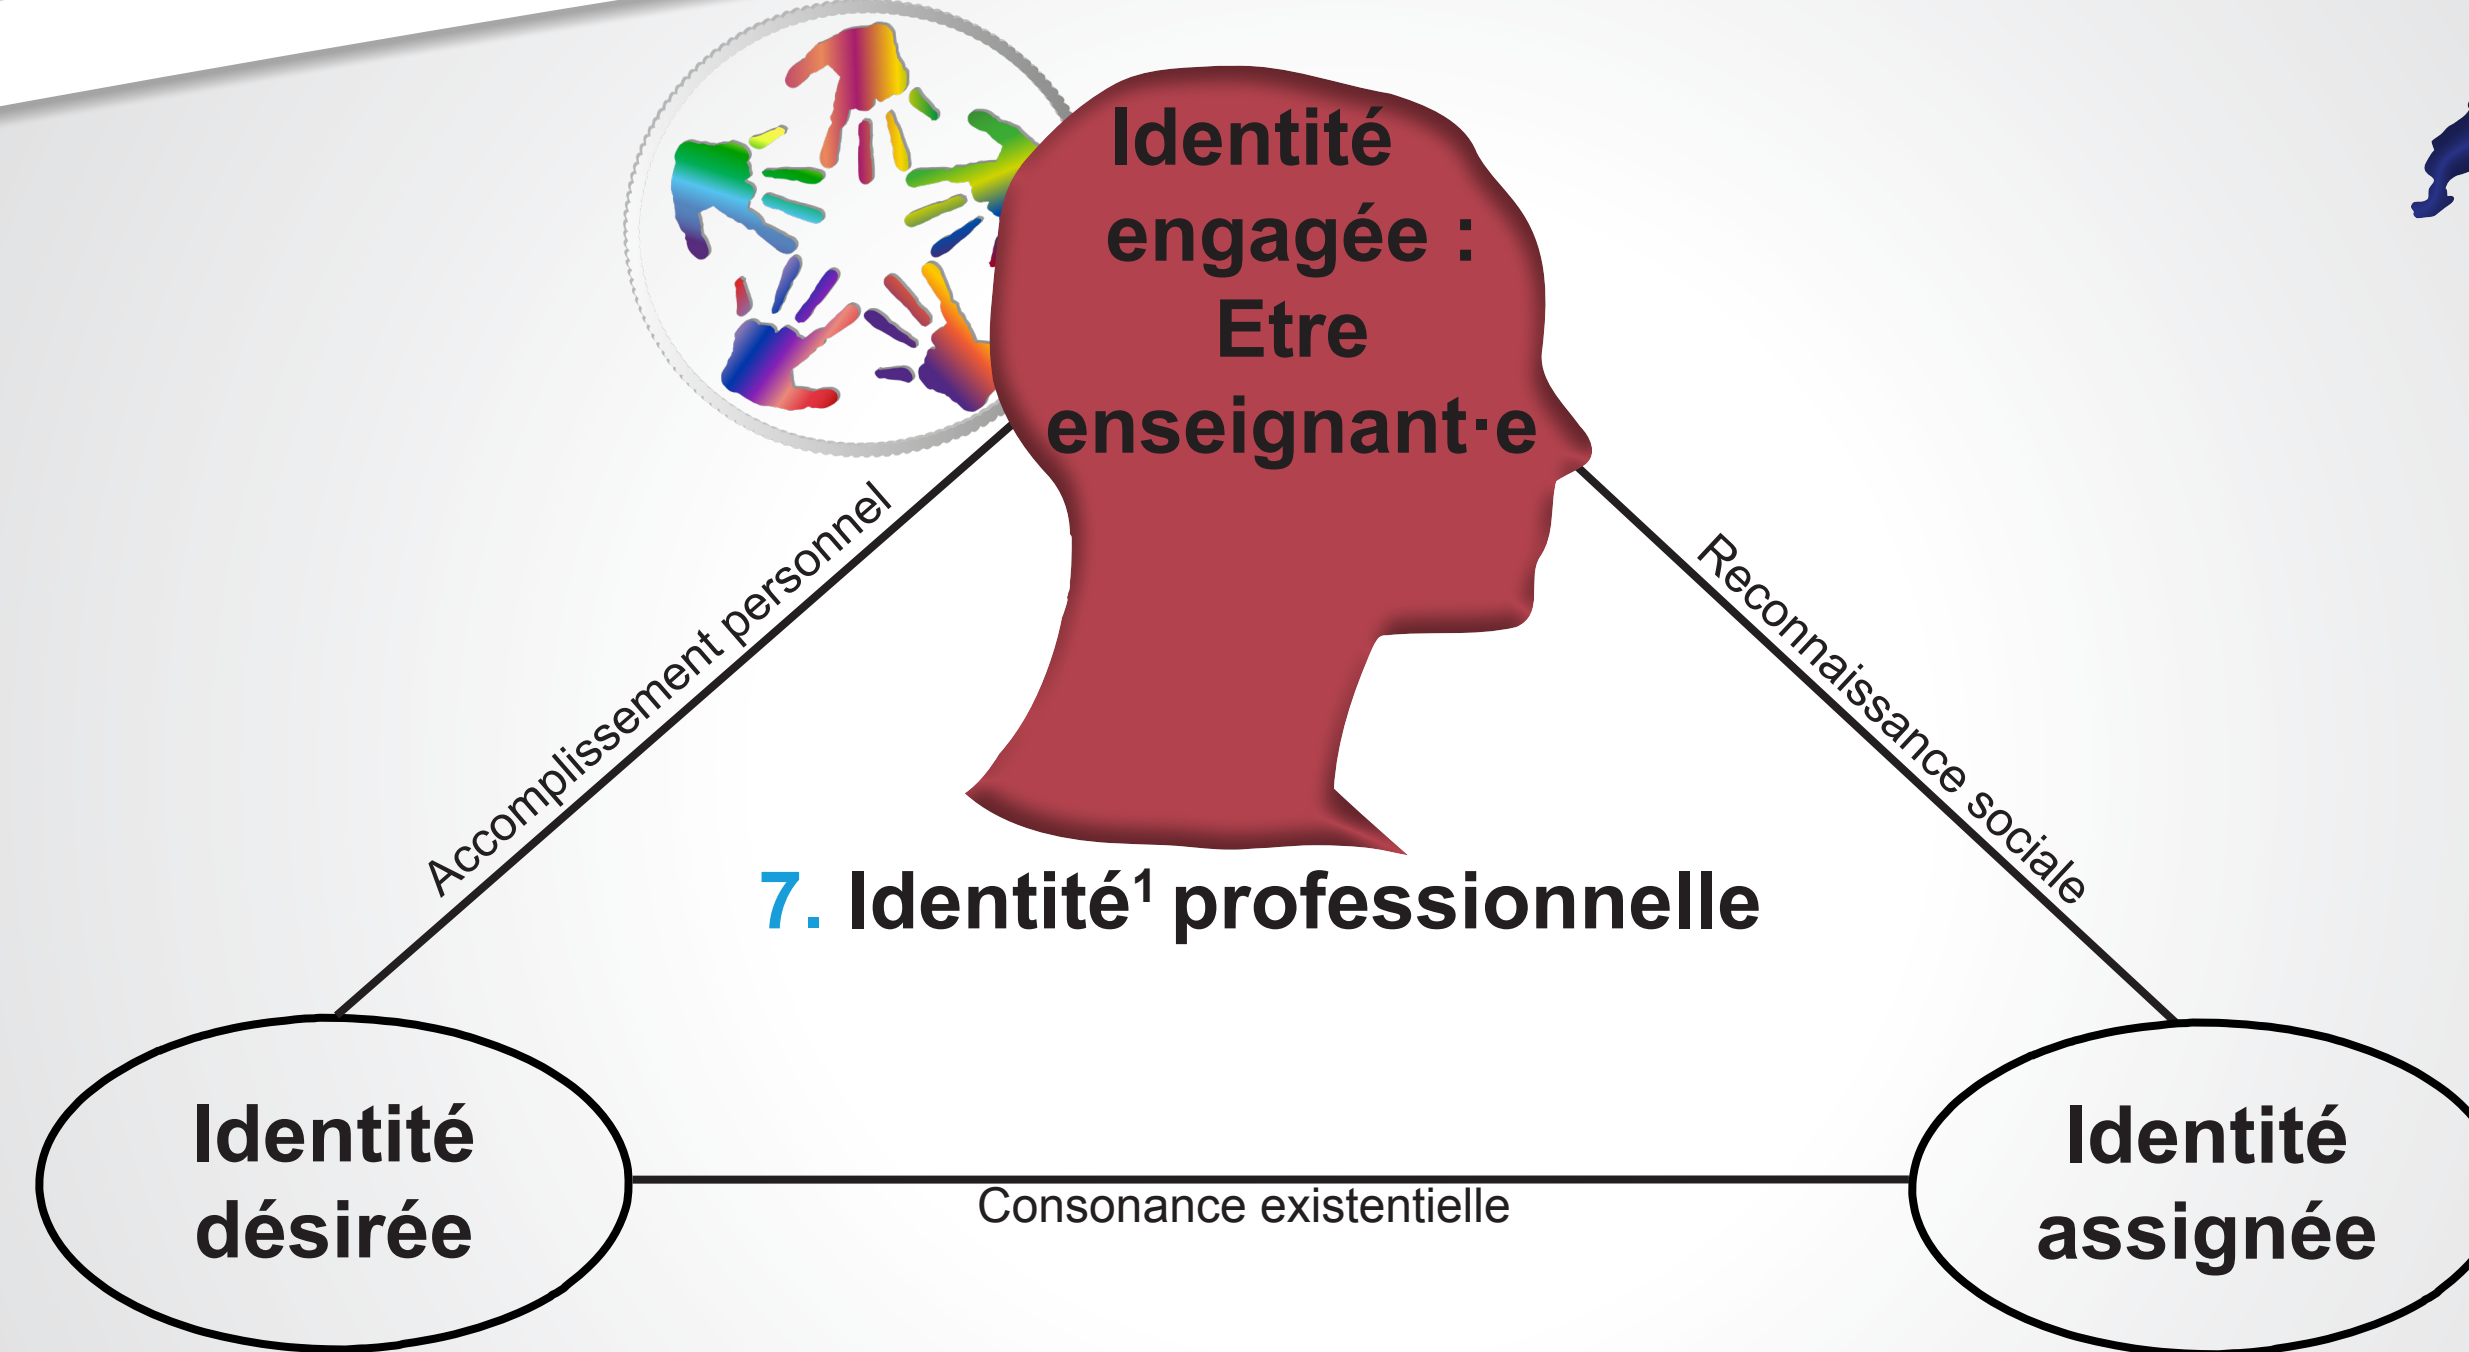 Identité
engagée :
Etre
enseignant·e
Accomplissement personnel
Reconnaissance sociale
7. Identité¹ professionnelle
Identité
désirée
Consonance existentielle
Identité
assignée